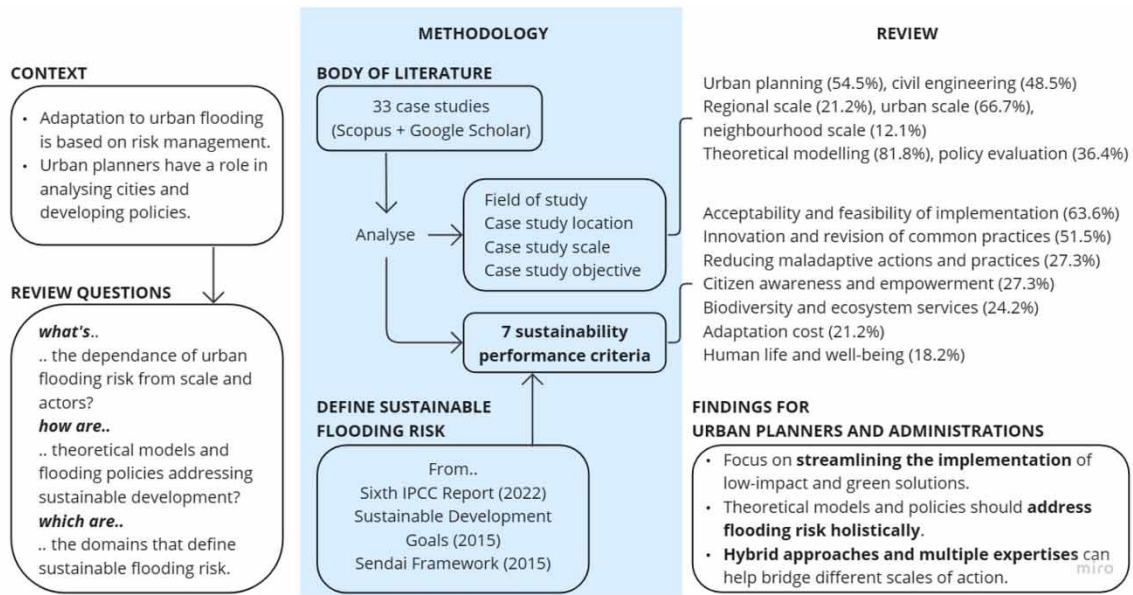 CONTEXT
• Adaptation to urban flooding
is based on risk management.
• Urban planners have a role in
analysing cities and
developing policies.
REVIEW QUESTIONS
what's..
.. the dependance of urban
flooding risk from scale and
actors?
how are..
.. theoretical models and
flooding policies addressing
sustainable development?
which are..
.. the domains that define
sustainable flooding risk.
METHODOLOGY
BODY OF LITERATURE
33 case studies
(Scopus + Google Scholar)
Analyse
Field of study
Case study location
Case study scale
Case study objective
7 sustainability
performance criteria
DEFINE SUSTAINABLE
FLOODING RISK
From..
Sixth IPCC Report (2022)
Sustainable Development
Goals (2015)
Sendai Framework (2015)
REVIEW
Urban planning (54.5%), civil engineering (48.5%)
Regional scale (21.2%), urban scale (66.7%),
neighbourhood scale (12.1%)
Theoretical modelling (81.8%), policy evaluation (36.4%)
Acceptability and feasibility of implementation (63.6%)
Innovation and revision of common practices (51.5%)
Reducing maladaptive actions and practices (27.3%)
Citizen awareness and empowerment (27.3%)
Biodiversity and ecosystem services (24.2%)
Adaptation cost (21.2%)
Human life and well-being (18.2%)
FINDINGS FOR
URBAN PLANNERS AND ADMINISTRATIONS
• Focus on streamlining the implementation of
low-impact and green solutions.
• Theoretical models and policies should address
flooding risk holistically.
• Hybrid approaches and multiple expertises can
help bridge different scales of action.
miro